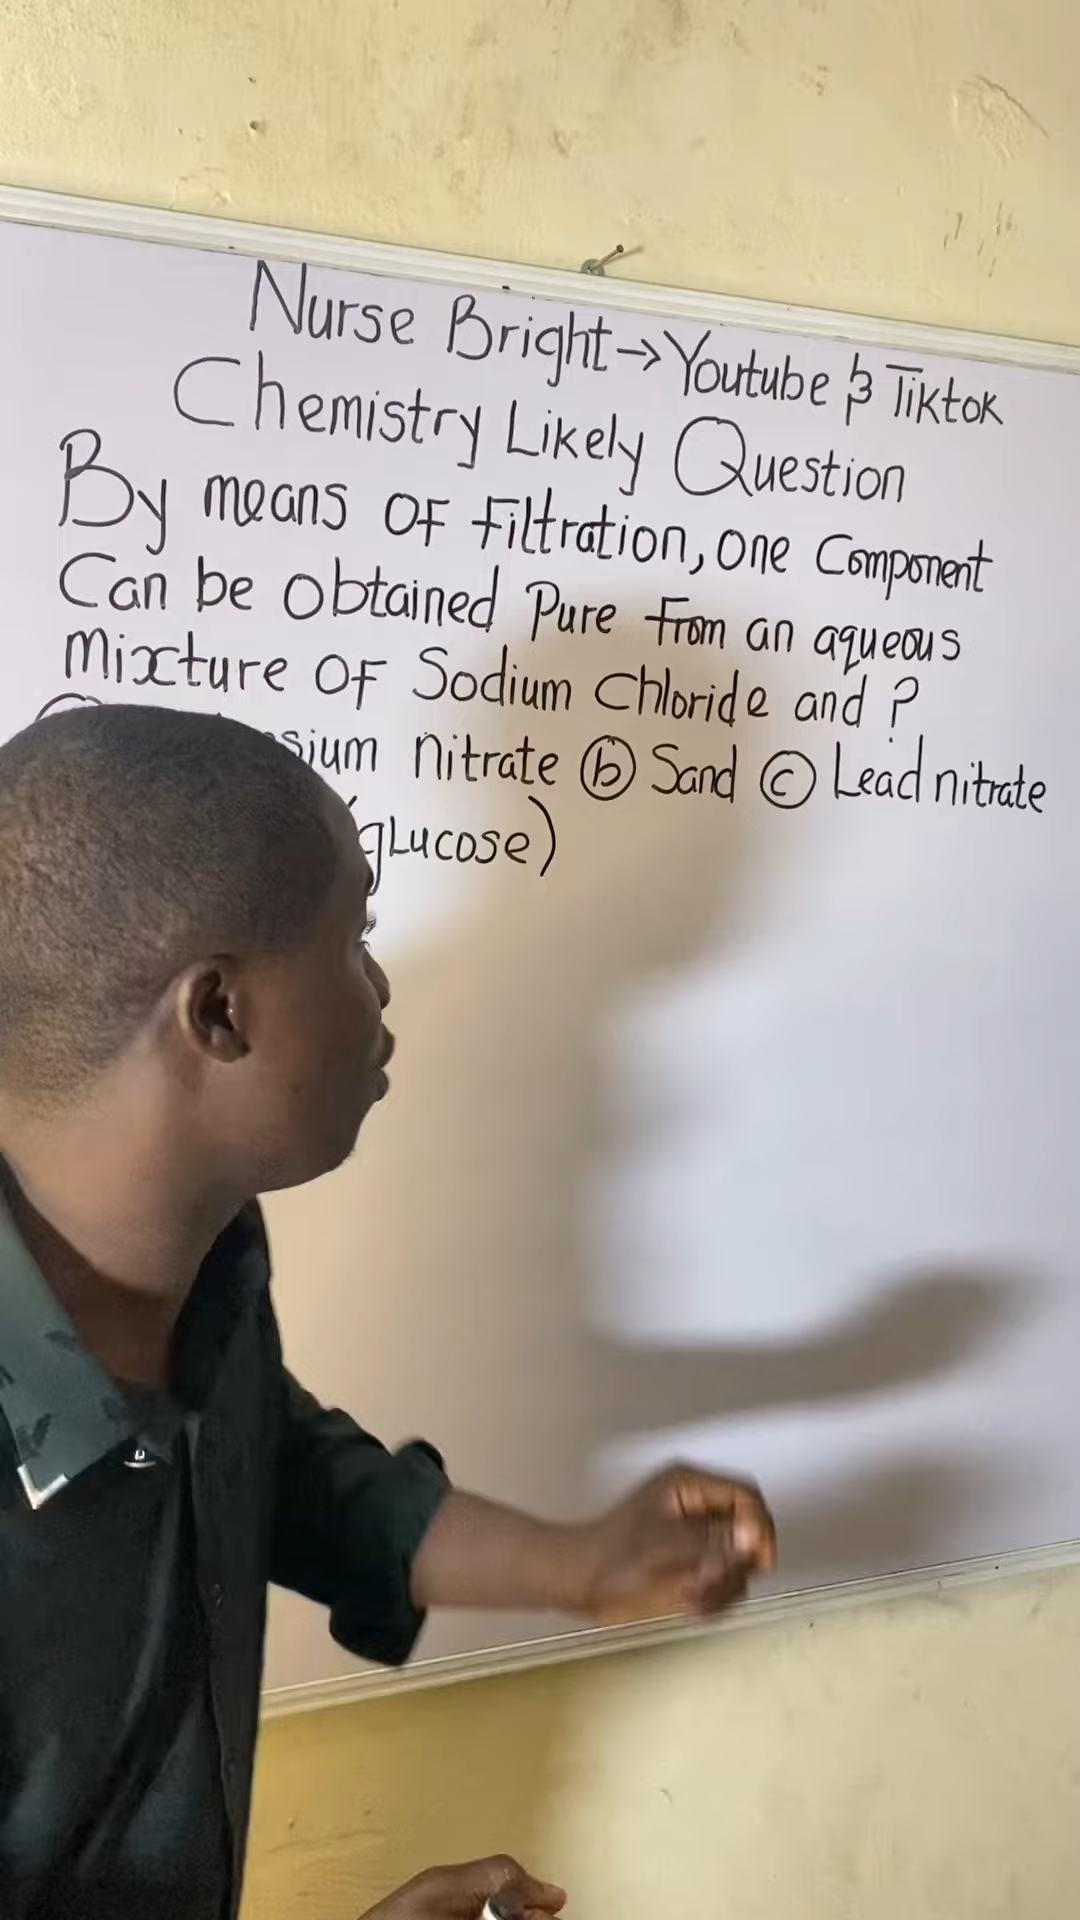 Nurse Bright→Youtube & Tiktok
Chemistry Likely Question
By means OF Filtration, one Component
Can be obtained Pure From an aqueous
Mixture OF Sodium Chloride and ?
nitrate ⓑ Sand ⓒ Lead nitrate
(gLucose)